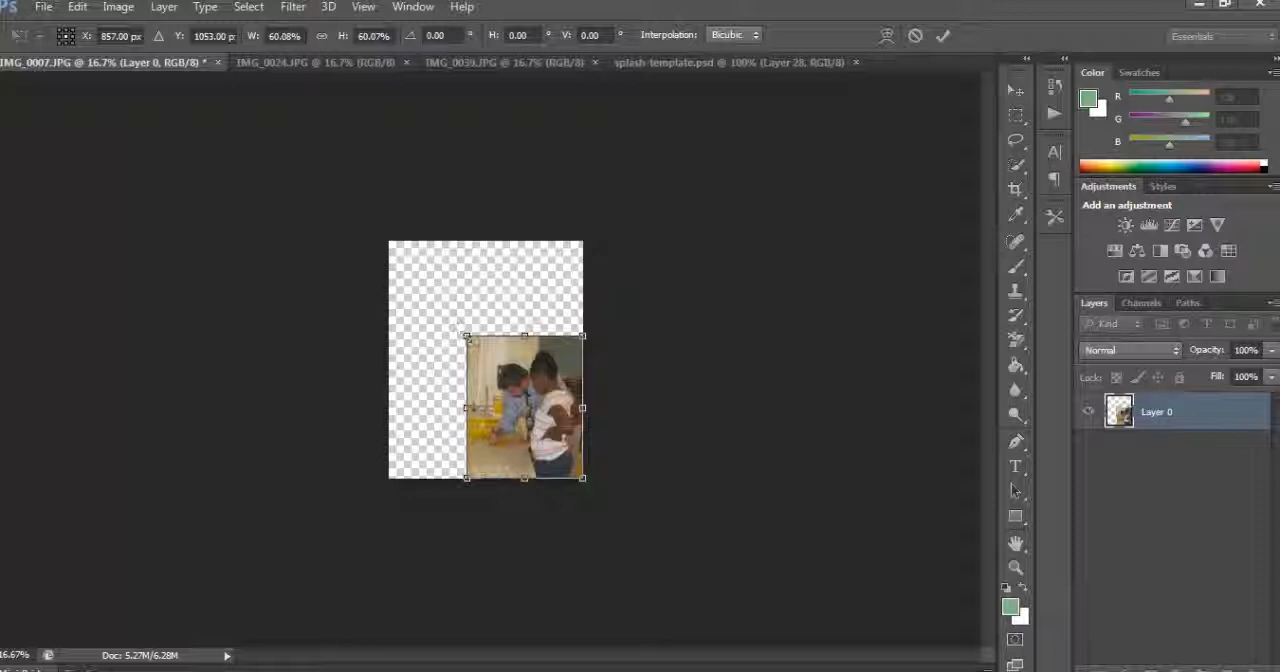 Ps File Edit Image Layer Type Select Filter 3D View Window Help
X: 857.00 px Y: 1053.00 p: W: 60.08% H: 60.07% 0.00 ° H: 0.00 ° V: 0.00 ° Interpolation: Bicubic Essentials
IMG_0007.JPG @ 16.7% (Layer 0, RGB/8) * × IMG_0024.JPG @ 16.7% (RGB/8) × IMG_0039.JPG @ 16.7% (RGB/8) × splash-template.psd @ 100% (Layer 28, RGB/8) ×
Color Swatches
R
G
B
Adjustments Styles
Add an adjustment
Layers Channels Paths
Kind
Normal Opacity: 100%
Lock: Fill: 100%
Layer 0
16.67% Doc: 5.27M/6.28M